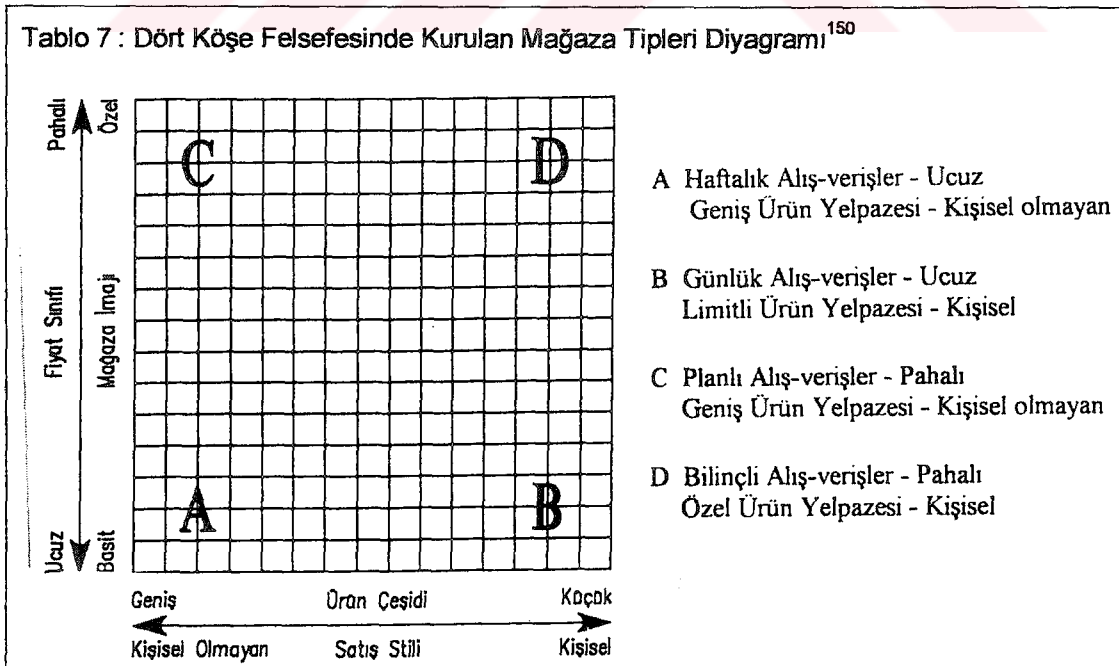 Tablo 7 : Dört Köşe Felsefesinde Kurulan Mağaza Tipleri Diyagramı150
Pahalı
Özel
Fiyat Sınıfı
Mağaza İmajı
Ucuz
Basit
C
D
A
B
Geniş Ürün Çeşidi Küçük
Kişisel Olmayan Satış Stili Kişisel
A Haftalık Alış-verişler - Ucuz
Geniş Ürün Yelpazesi - Kişisel olmayan
B Günlük Alış-verişler - Ucuz
Limitli Ürün Yelpazesi - Kişisel
C Planlı Alış-verişler - Pahalı
Geniş Ürün Yelpazesi - Kişisel olmayan
D Bilinçli Alış-verişler - Pahalı
Özel Ürün Yelpazesi - Kişisel